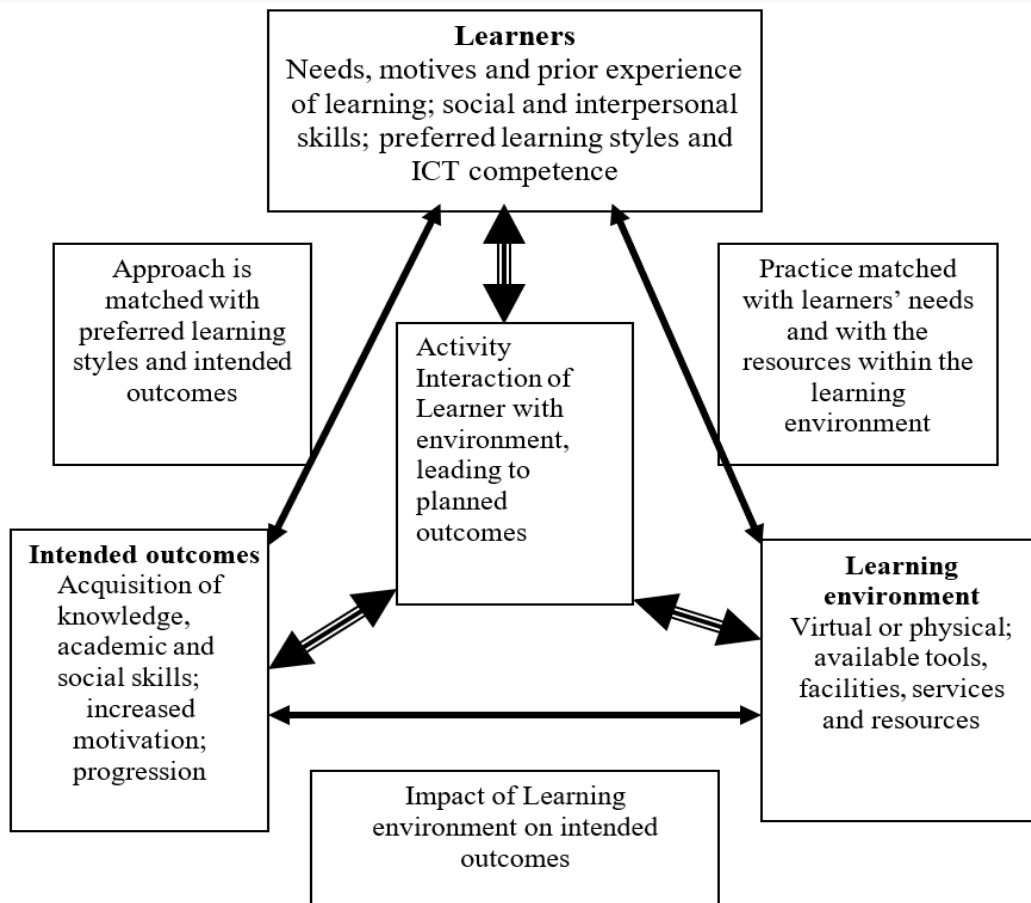 Learners
Needs, motives and prior experience
of learning; social and interpersonal
skills; preferred learning styles and
ICT competence
Approach is
matched with
preferred learning
styles and intended
outcomes
Practice matched
with learners’ needs
and with the
resources within the
learning
environment
Activity
Interaction of
Learner with
environment,
leading to
planned
outcomes
Intended outcomes
Acquisition of
knowledge,
academic and
social skills;
increased
motivation;
progression
Learning
environment
Virtual or physical;
available tools,
facilities, services
and resources
Impact of Learning
environment on intended
outcomes